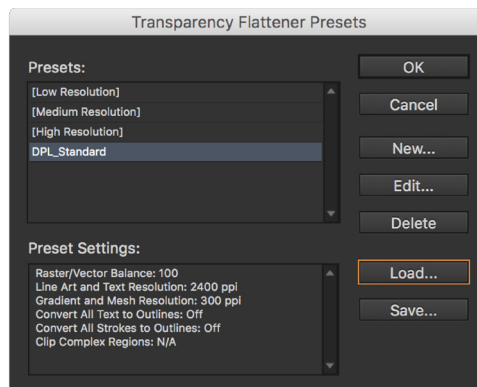 Transparency Flattener Presets
Presets:
[Low Resolution]
[Medium Resolution]
[High Resolution]
DPL_Standard
OK
Cancel
New...
Edit...
Delete
Preset Settings:
Raster/Vector Balance: 100
Line Art and Text Resolution: 2400 ppi
Gradient and Mesh Resolution: 300 ppi
Convert All Text to Outlines: Off
Convert All Strokes to Outlines: Off
Clip Complex Regions: N/A
Load...
Save...